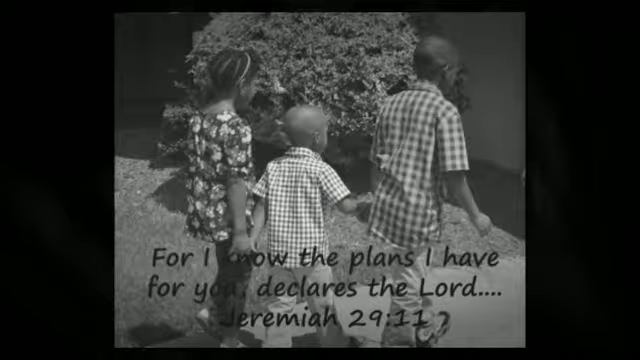 For I know the plans I have
for you, declares the Lord....
Jeremiah 29:11